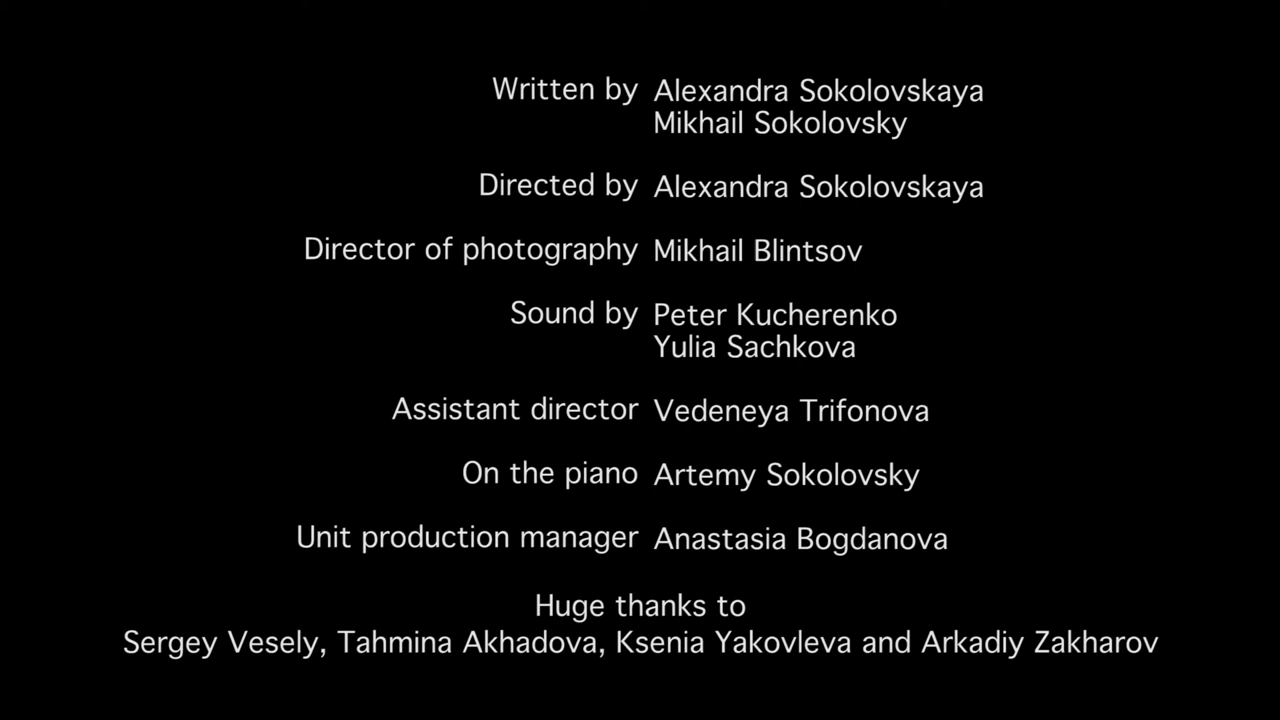 Written by Alexandra Sokolovskaya
Mikhail Sokolovsky
Directed by Alexandra Sokolovskaya
Director of photography Mikhail Blintsov
Sound by Peter Kucherenko
Yulia Sachkova
Assistant director Vedeneya Trifonova
On the piano Artemy Sokolovsky
Unit production manager Anastasia Bogdanova
Huge thanks to
Sergey Vesely, Tahmina Akhadova, Ksenia Yakovleva and Arkadiy Zakharov